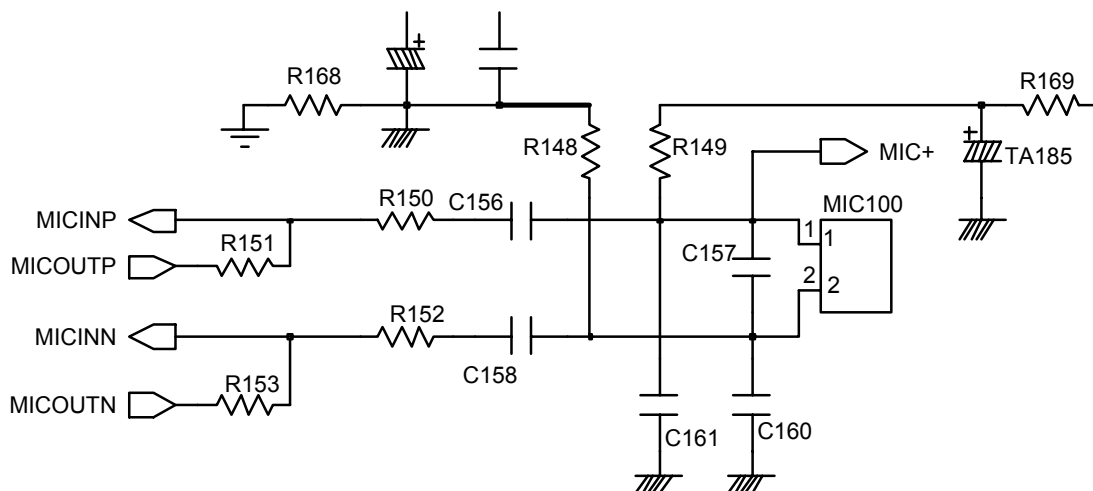 +
R168
R169
R148
R149
MIC+
+
TA185
R150
C156
MICINP
MIC100
1
1
R151
C157
MICOUTP
2
2
R152
MICINN
C158
R153
MICOUTN
C161
C160